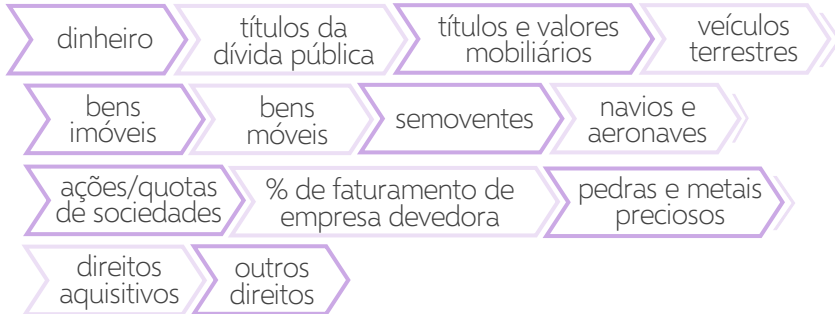 dinheiro
títulos da
dívida pública
títulos e valores
mobiliários
veículos
terrestres
bens
imóveis
bens
móveis
semoventes
navios e
aeronaves
ações/quotas
de sociedades
% de faturamento de
empresa devedora
pedras e metais
preciosos
direitos
aquisitivos
outros
direitos